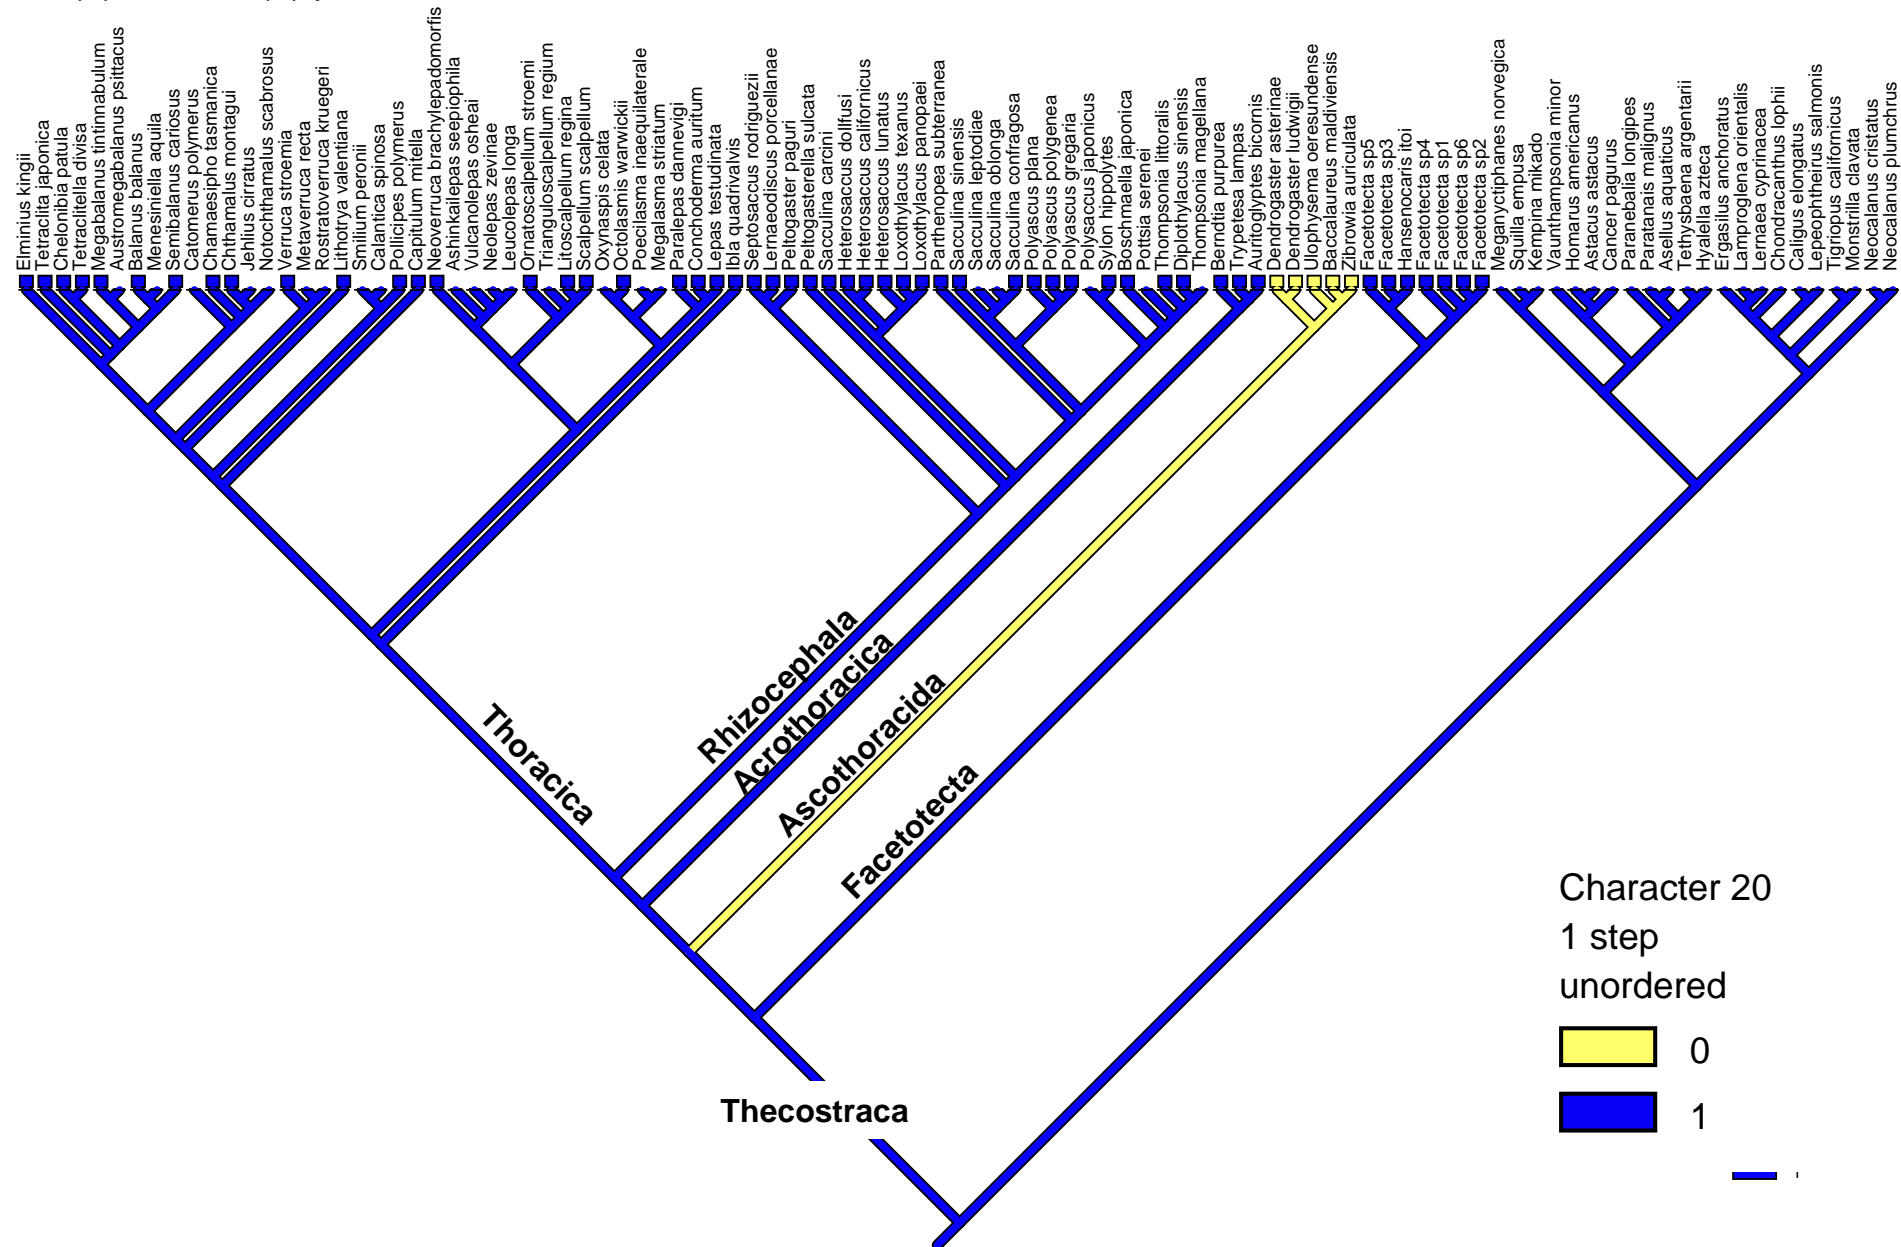 Elminius kingii
Tetraclita japonica
Chelonibia patula
Tetraclitella divisa
Megabalanus tintinnabulum
Austromegabalanus psittacus
Balanus balanus
Menesiniella aquila
Semibalanus cariosus
Catomerus polymerus
Chamaesipho tasmanica
Chthamalus montagui
Jehlius cirratus
Notochthamalus scabrosus
Verruca stroemia
Metaverruca recta
Rostratoverruca kruegeri
Lithotrya valentiana
Smilium peronii
Calantica spinosa
Pollicipes polymerus
Capitulum mitella
Neoverruca brachylepadomorfis
Ashinkailepas seepiophila
Vulcanolepas osheai
Neolepas zevinae
Leucolepas longa
Ornatoscalpellum stroemi
Trianguloscalpellum regium
Litoscalpellum regina
Scalpellum scalpellum
Oxynaspis celata
Octolasmis warwickii
Poecilasma inaequilaterale
Megalasma striatum
Paralepas dannevigi
Conchoderma auritum
Lepas testudinata
Ibla quadrivalvis
Septosaccus rodriguezii
Lernaeodiscus porcellanae
Peltogaster paguri
Peltogasterella sulcata
Sacculina carcini
Heterosaccus dollfusi
Heterosaccus californicus
Heterosaccus lunatus
Loxothylacus texanus
Loxothylacus panopaei
Parthenopea subterranea
Sacculina sinensis
Sacculina leptodiae
Sacculina oblonga
Sacculina confragosa
Polyascus plana
Polyascus polygenea
Polyascus gregaria
Polysaccus japonicus
Sylon hippolytes
Boschmaella japonica
Pottsia serenei
Thompsonia littoralis
Diplothylacus sinensis
Thompsonia magellana
Berndtia purpurea
Trypetesa lampas
Auritoglyptes bicornis
Dendrogaster asterinae
Dendrogaster ludwigii
Ulophysema oeresundense
Baccalaureus maldiviensis
Zibrowia auriculata
Facetotecta sp5
Facetotecta sp3
Hansenocaris itoi
Facetotecta sp4
Facetotecta sp1
Facetotecta sp6
Facetotecta sp2
Meganyctiphanes norvegica
Squilla empusa
Kempina mikado
Vaunthampsonia minor
Homarus americanus
Astacus astacus
Cancer pagurus
Paranebalia longipes
Paratanais malignus
Asellus aquaticus
Tethysbaena argentarii
Hyalella azteca
Ergasilus anchoratus
Lamproglena orientalis
Lernaea cyprinacea
Chondracanthus lophii
Caligus elongatus
Lepeophtheirus salmonis
Tigriopus californicus
Monstrilla clavata
Neocalanus cristatus
Neocalanus plumchrus
Thoracica
Rhizocephala
Acrothoracica
Ascothoracida
Facetotecta
Thecostraca
Character 20
1 step
unordered
0
1